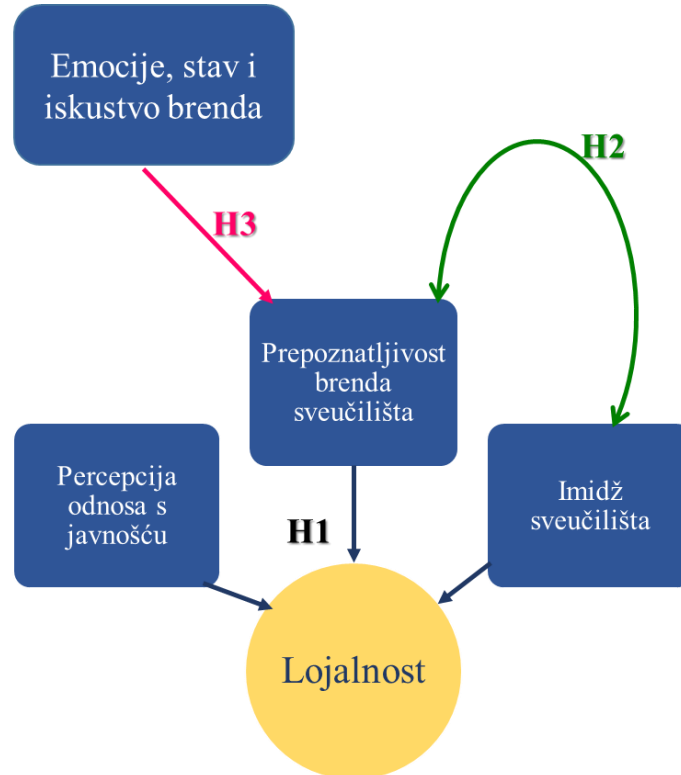 Emocije, stav i
iskustvo brenda
H2
H3
Prepoznatljivost
brenda
sveučilišta
Percepcija
odnosa s
javnošću
Imidž
sveučilišta
H1
Lojalnost